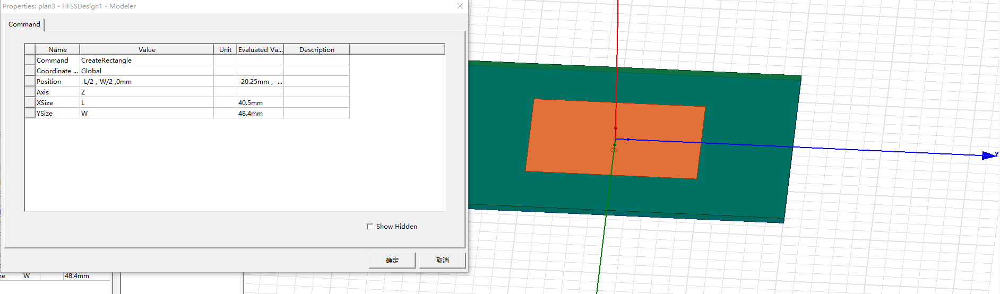 Properties: plan3 - HFSSDesign1 - Modeler
Command
Name Value Unit Evaluated Va... Description
Command CreateRectangle
Coordinate ... Global
Position -L/2 ,-W/2 ,0mm -20.25mm , -...
Axis Z
XSize L 40.5mm
YSize W 48.4mm
Show Hidden
确定 取消
ze W 48.4mm
Y